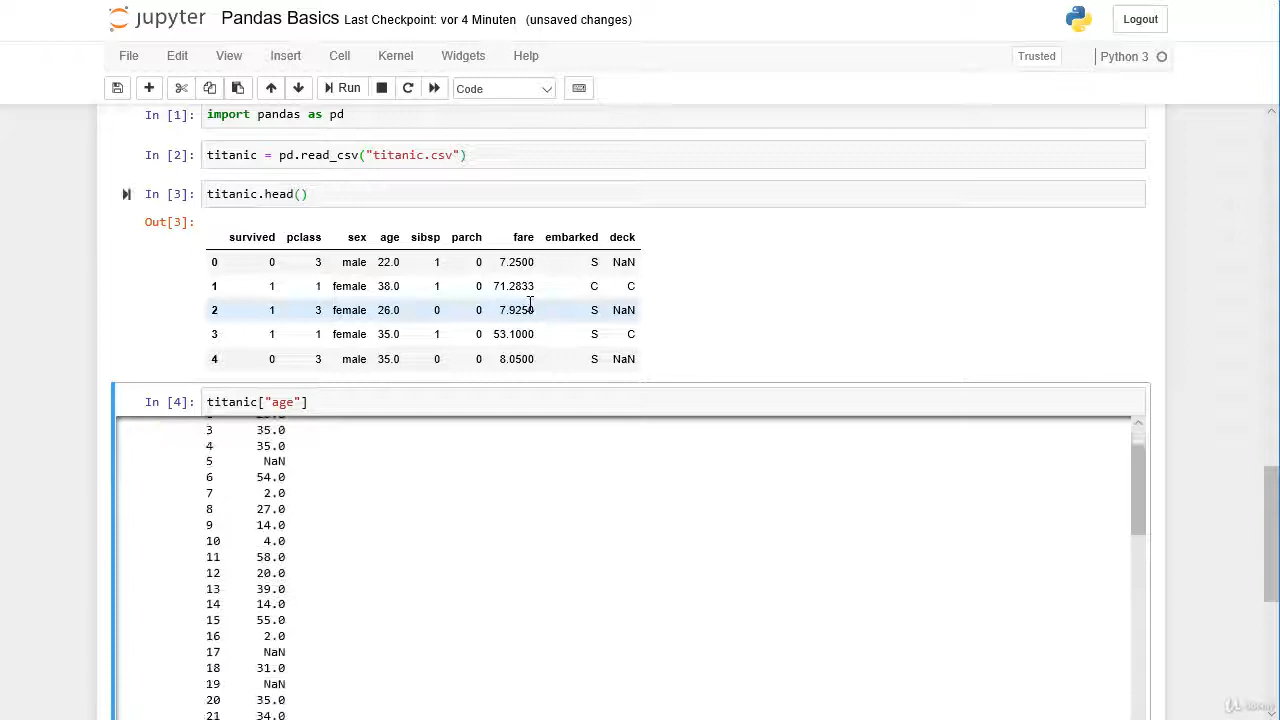 jupyter Pandas Basics Last Checkpoint: vor 4 Minuten (unsaved changes) Logout
File Edit View Insert Cell Kernel Widgets Help Trusted Python 3
Run Code
In [1]: import pandas as pd
In [2]: titanic = pd.read_csv("titanic.csv")
In [3]: titanic.head()
Out[3]:
survived pclass sex age sibsp parch fare embarked deck
0 0 3 male 22.0 1 0 7.2500 S NaN
1 1 1 female 38.0 1 0 71.2833 C C
2 1 3 female 26.0 0 0 7.9250 S NaN
3 1 1 female 35.0 1 0 53.1000 S C
4 0 3 male 35.0 0 0 8.0500 S NaN
In [4]: titanic["age"]
3 35.0
4 35.0
5 NaN
6 54.0
7 2.0
8 27.0
9 14.0
10 4.0
11 58.0
12 20.0
13 39.0
14 14.0
15 55.0
16 2.0
17 NaN
18 31.0
19 NaN
20 35.0
21 34.0
Udemy